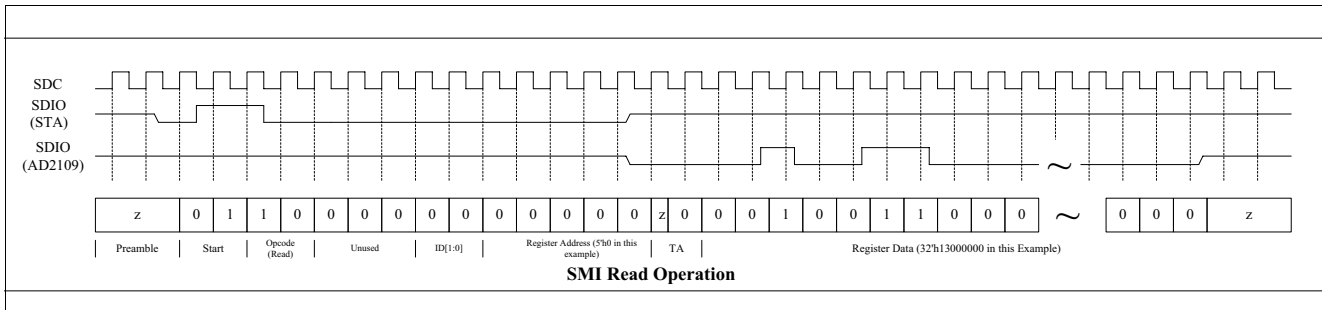 SDC
SDIO
(STA)
SDIO
(AD2109)
~
z 0 1 1 0 0 0 0 0 0 0 0 0 0 0 z 0 0 0 1 0 0 1 1 0 0 0 ~ 0 0 0 z
Preamble Start Opcode (Read) Unused ID[1:0] Register Address (5'h0 in this example) TA Register Data (32'h13000000 in this Example)
SMI Read Operation